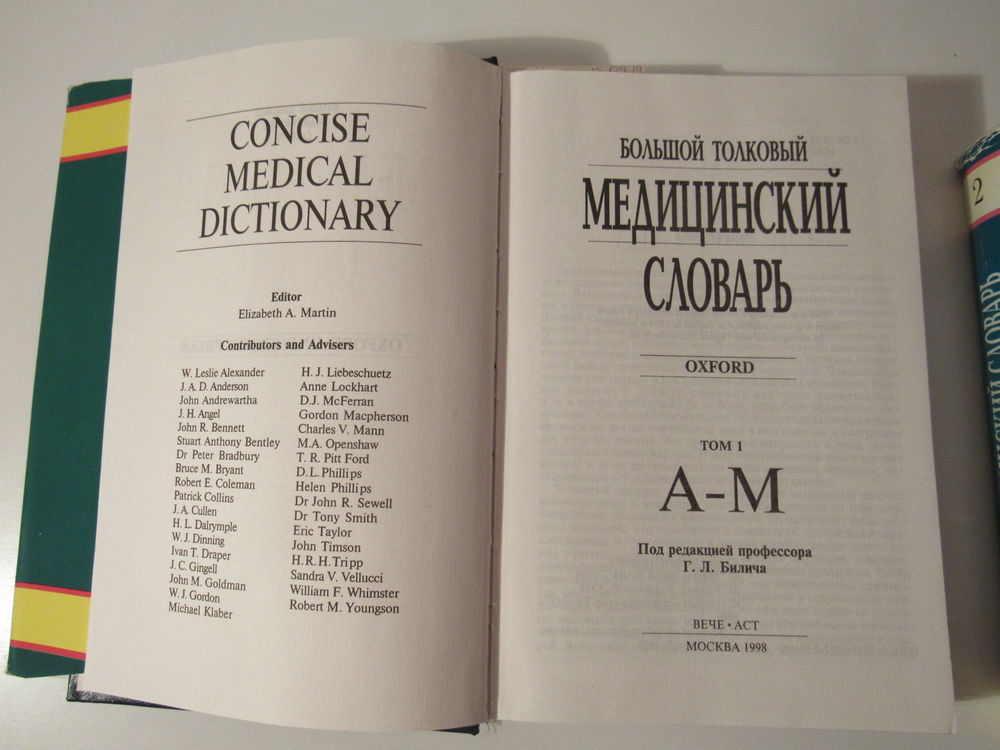 CONCISE
MEDICAL
DICTIONARY
Editor
Elizabeth A. Martin
Contributors and Advisers
W. Leslie Alexander
J. A. D. Anderson
John Andrewartha
J. H. Angel
John R. Bennett
Stuart Anthony Bentley
Dr Peter Bradbury
Bruce M. Bryant
Robert E. Coleman
Patrick Collins
J. A. Cullen
H. L. Dalrymple
W. J. Dinning
Ivan T. Draper
J. C. Gingell
John M. Goldman
W. J. Gordon
Michael Klaber
H. J. Liebeschuetz
Anne Lockhart
D.J. McFerran
Gordon Macpherson
Charles V. Mann
M.A. Openshaw
T. R. Pitt Ford
D.L. Phillips
Helen Phillips
Dr John R. Sewell
Dr Tony Smith
Eric Taylor
John Timson
H.R.H. Tripp
Sandra V. Vellucci
William F. Whimster
Robert M. Youngson
БОЛЬШОЙ ТОЛКОВЫЙ
МЕДИЦИНСКИЙ
СЛОВАРЬ
OXFORD
ТОМ 1
А-М
Под редакцией профессора
Г. Л. Билича
ВЕЧЕ • АСТ
МОСКВА 1998
2
СЛОВАРЬ